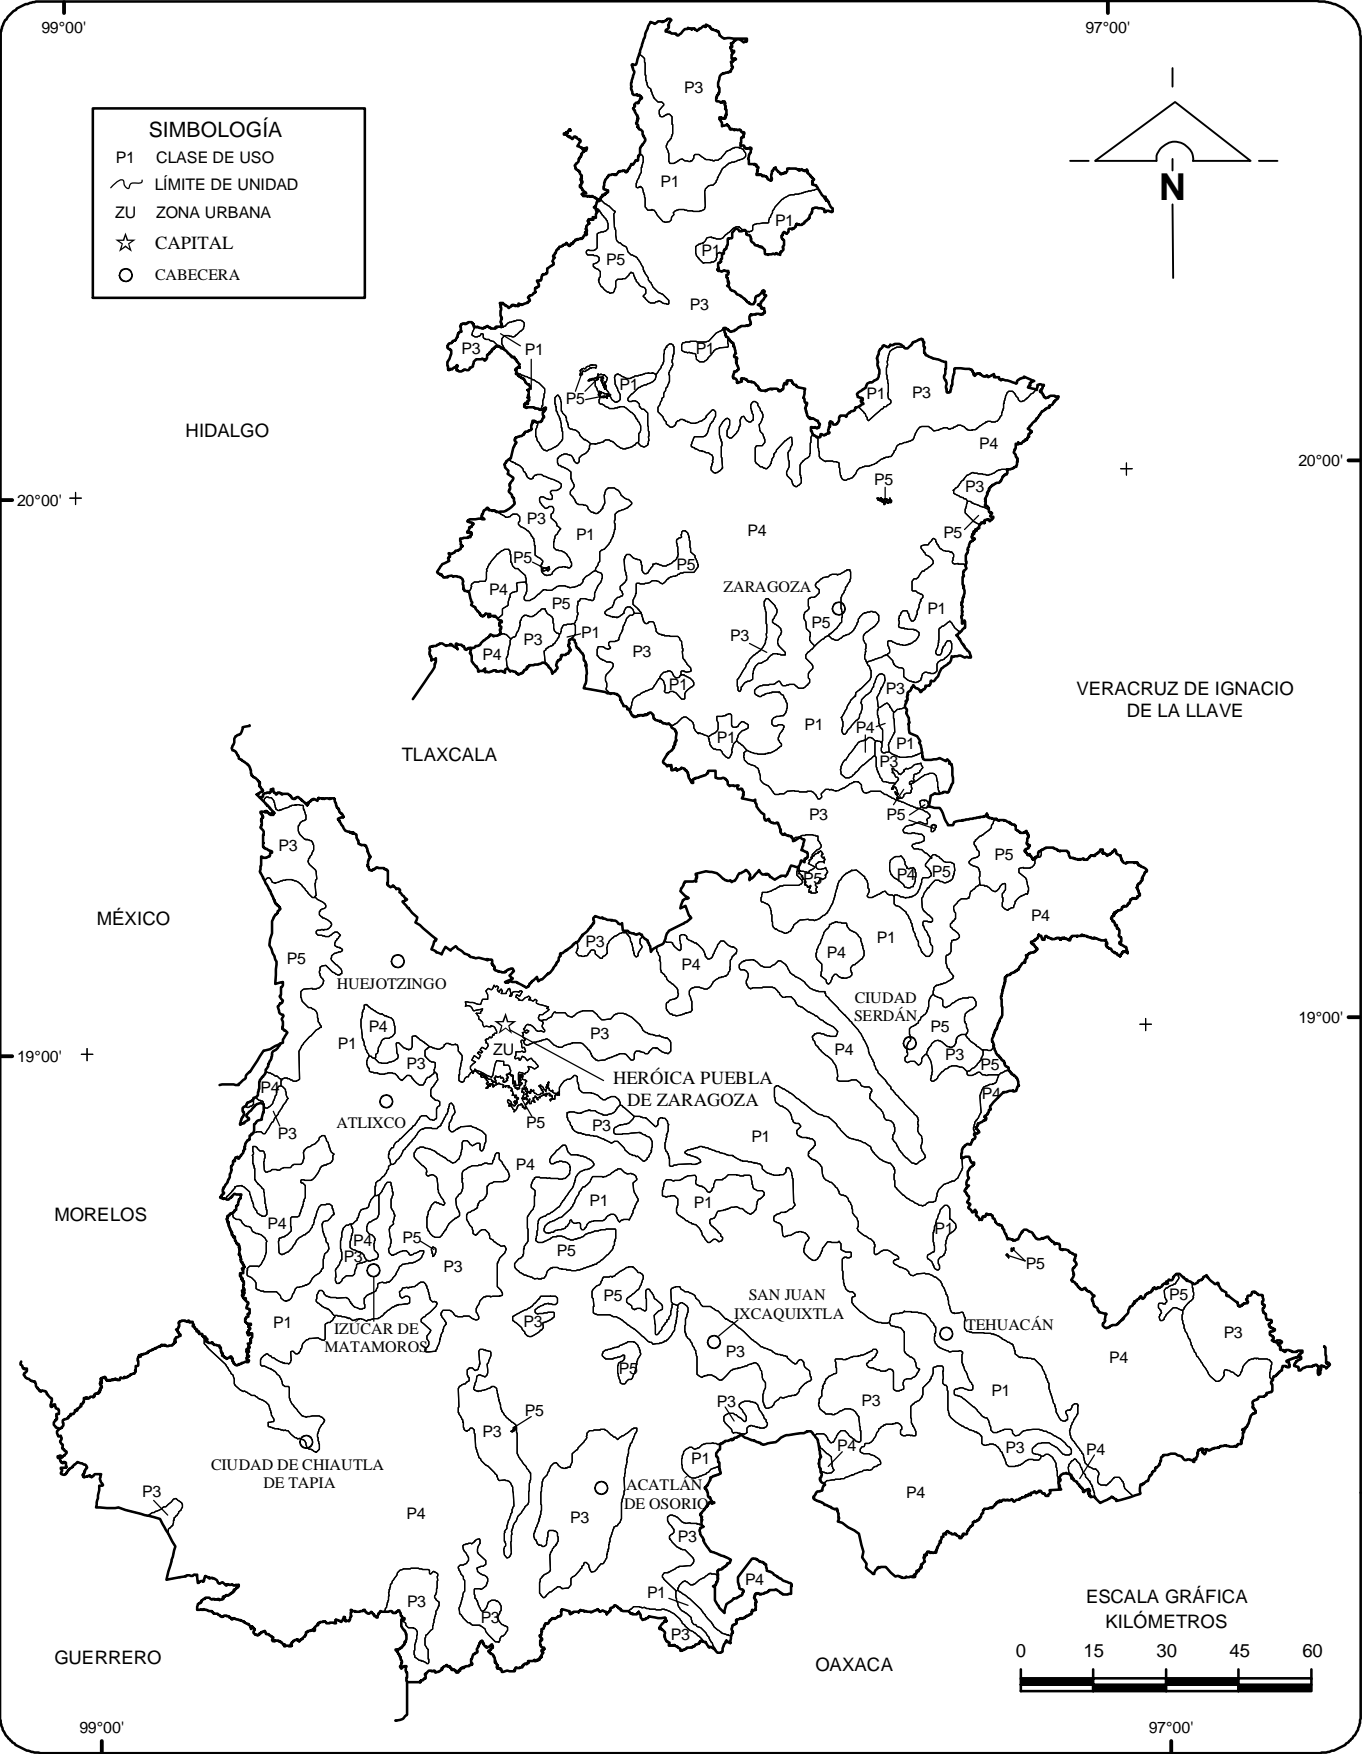 99°00'
97°00'
SIMBOLOGÍA
P1 CLASE DE USO
LÍMITE DE UNIDAD
ZU ZONA URBANA
CAPITAL
CABECERA
N
P3
P1
P1
P1
P5
P3
P3
P1
P1
P5
P1
P1
P3
HIDALGO
P4
20°00'
20°00'
P5
P3
P3
P1
P4
P5
P5
P5
P4
ZARAGOZA
P5
P1
P5
P3
P1
P3
P4
P3
P1
P3
VERACRUZ DE IGNACIO
DE LA LLAVE
P1
P1
P4
P1
TLAXCALA
P3
P3
P5
P3
P5
P5
P4
P5
MÉXICO
P4
P1
P3
P4
P4
P5
HUEJOTZINGO
CIUDAD
SERDÁN
P4
P5
P3
19°00'
19°00'
P1
P3
ZU
P4
P3
P5
HERÓICA PUEBLA
DE ZARAGOZA
P4
P4
ATLIXCO
P5
P3
P3
P1
P4
P1
P1
MORELOS
P4
P4
P5
P1
P3
P3
P5
P5
P5
SAN JUAN
IXCAQUIXTLA
P5
P1
IZÚCAR DE
MATAMOROS
P3
TEHUACÁN
P3
P3
P4
P5
P1
P3
P3
P5
P3
P3
P4
P4
P1
CIUDAD DE CHIAUTLA
DE TAPIA
P3
ACATLÁN
DE OSORIO
P4
P4
P3
P3
P4
P1
P3
P3
P3
ESCALA GRÁFICA
KILÓMETROS
0 15 30 45 60
GUERRERO
OAXACA
99°00'
97°00'